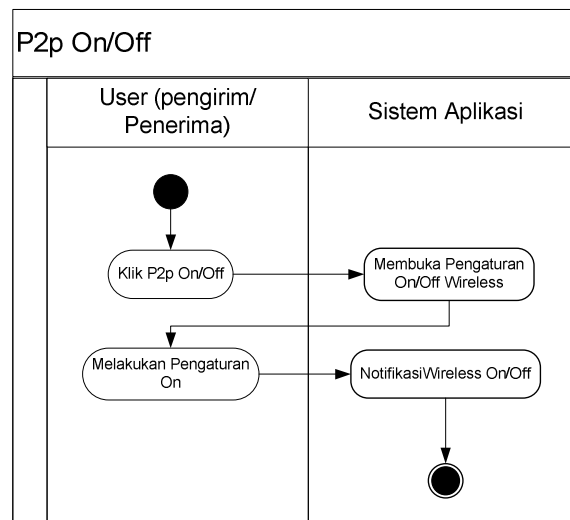 P2p On/Off
User (pengirim/
Penerima)
Sistem Aplikasi
Klik P2p On/Off
Membuka Pengaturan
On/Off Wireless
Melakukan Pengaturan
On
NotifikasiWireless On/Off